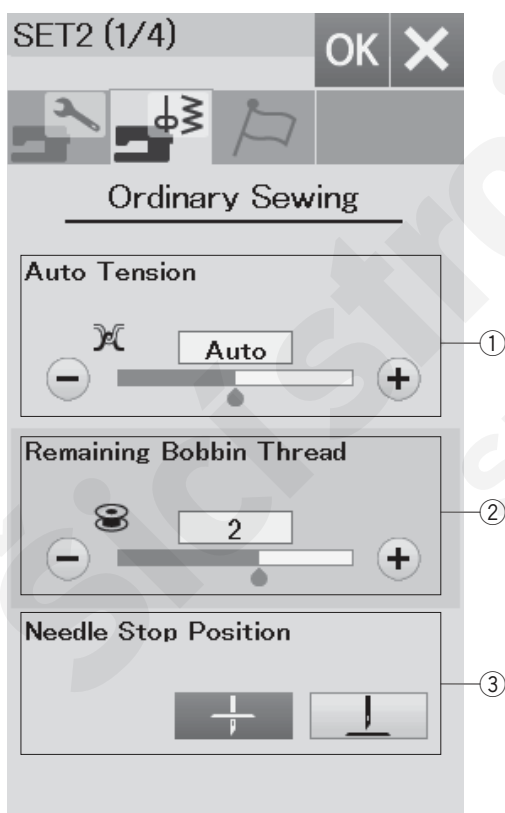 SET2 (1/4)
OK
Ordinary Sewing
Auto Tension
Auto
1
Remaining Bobbin Thread
2
2
Needle Stop Position
3